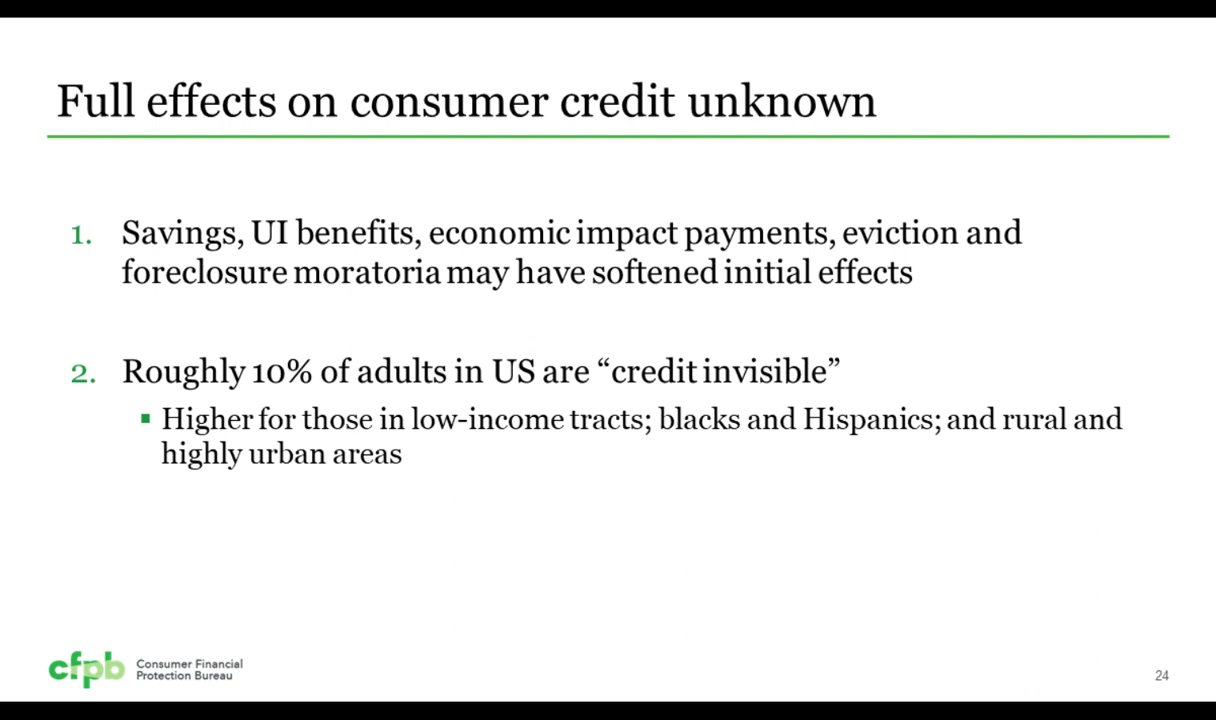 Full effects on consumer credit unknown
1. Savings, UI benefits, economic impact payments, eviction and
foreclosure moratoria may have softened initial effects
2. Roughly 10% of adults in US are “credit invisible”
▪ Higher for those in low-income tracts; blacks and Hispanics; and rural and
highly urban areas
cfpb
Consumer Financial
Protection Bureau
24